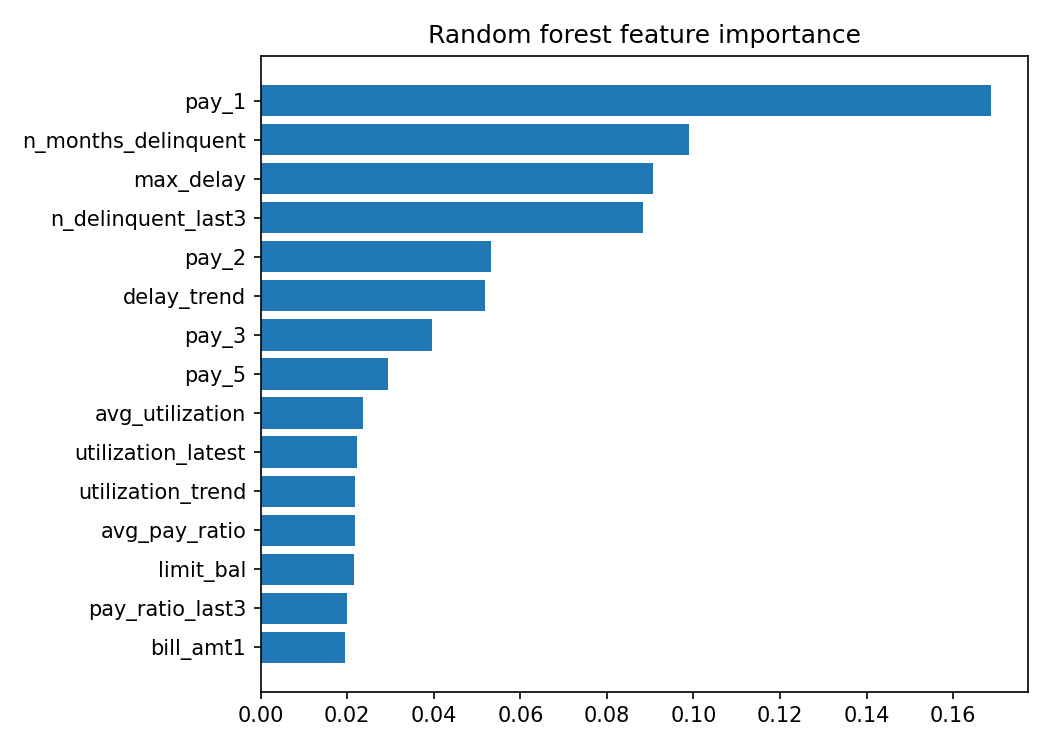 Random forest feature importance
pay_1
n_months_delinquent
max_delay
n_delinquent_last3
pay_2
delay_trend
pay_3
pay_5
avg_utilization
utilization_latest
utilization_trend
avg_pay_ratio
limit_bal
pay_ratio_last3
bill_amt1
0.00 0.02 0.04 0.06 0.08 0.10 0.12 0.14 0.16